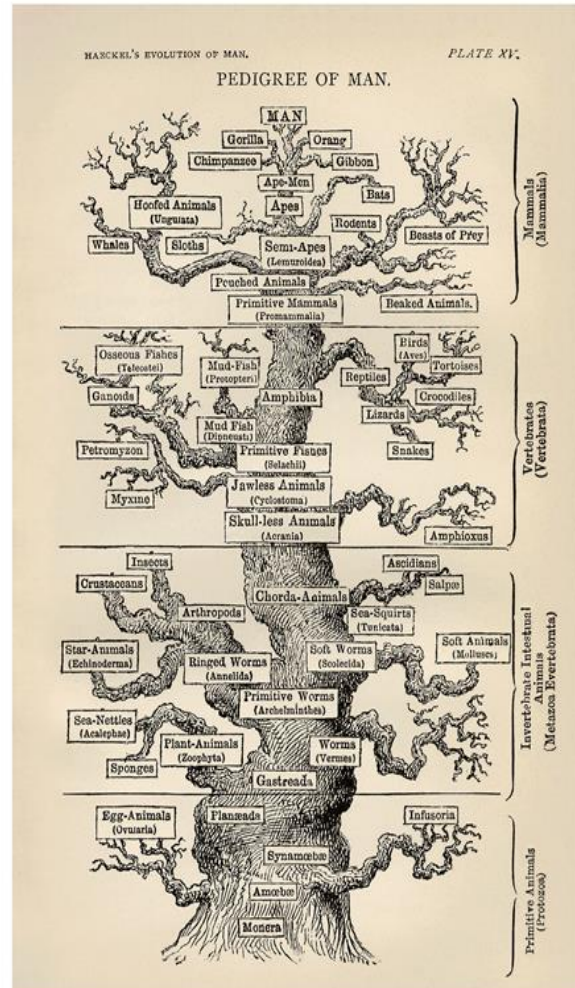 HAECKEL'S EVOLUTION OF MAN.
PLATE XV.
PEDIGREE OF MAN.
MAN
Gorilla
Orang
Chimpanzee
Gibbon
Ape-Men
Bats
Hoofed Animals
(Ungulata)
Apes
Rodents
Beasts of Prey
Whales
Sloths
Semi-Apes
(Lemuroidea)
Pouched Animals
Primitive Mammals
(Promammalia)
Beaked Animals.
Mammals
(Mammalia)
Osseous Fishes
(Teleostei)
Mud-Fish
(Protopteri)
Birds
(Aves)
Tortoises
Reptiles
Ganoids
Amphibia
Crocodiles
Lizards
Mud Fish
(Dipneusti)
Snakes
Petromyzon
Primitive Fishes
(Selachii)
Jawless Animals
(Cyclostoma)
Myxine
Skull-less Animals
(Acrania)
Amphioxus
Vertebrates
(Vertebrata)
Insects
Ascidians
Crustaceans
Salpæ
Chorda-Animals
Arthropods
Sea-Squirts
(Tunicata)
Star-Animals
(Echinoderma)
Ringed Worms
(Annelida)
Soft Worms
(Scolecida)
Soft Animals
(Mollusca)
Primitive Worms
(Archelminthes)
Sea-Nettles
(Acalephae)
Plant-Animals
(Zoophyta)
Worms
(Vermes)
Sponges
Gastreada
Invertebrate Intestinal
Animals
(Metazoa Evertebrata)
Egg-Animals
(Ovularia)
Planæada
Infusoria
Synamœbæ
Amœbæ
Monera
Primitive Animals
(Protozoa)